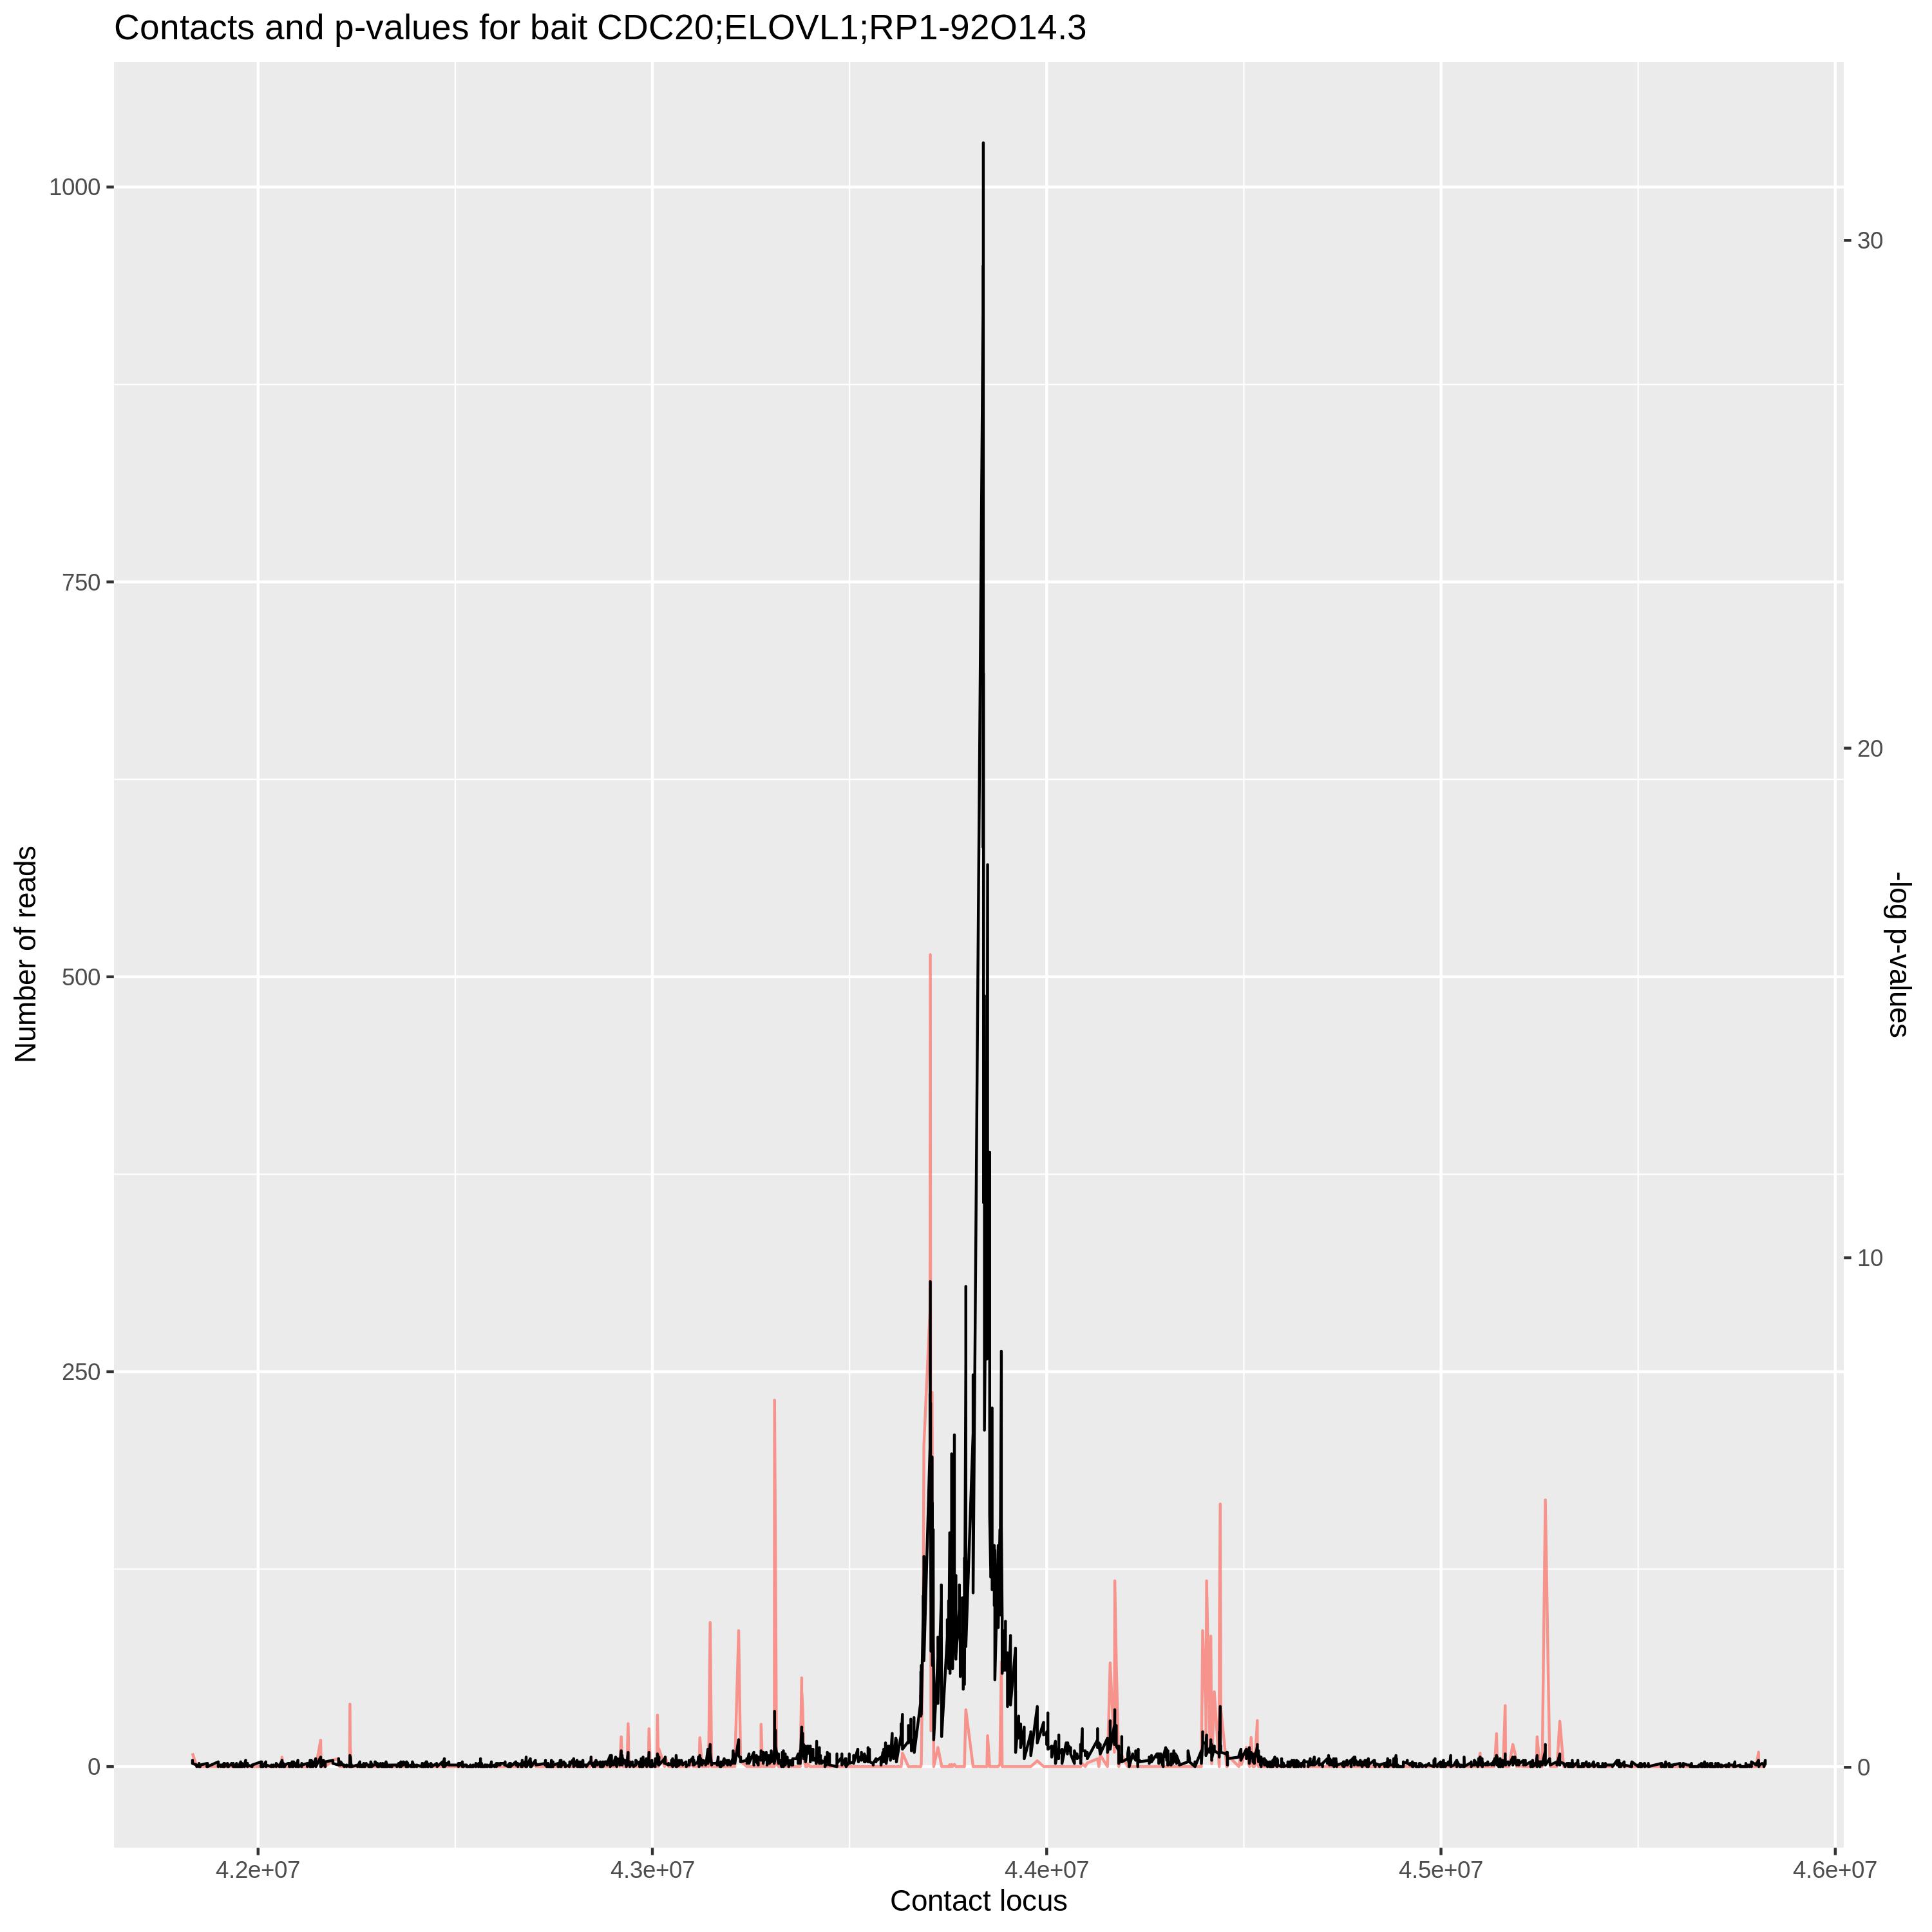 Contacts and p-values for bait CDC20;ELOVL1;RP1-92O14.3
1000
750
500
250
0
Number of reads
30
20
10
0
-log p-values
4.2e+07
4.3e+07
4.4e+07
4.5e+07
4.6e+07
Contact locus